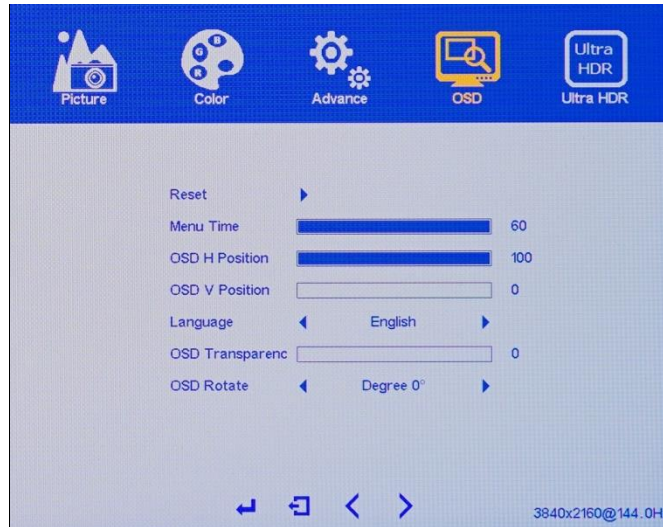 Ultra
HDR
Picture
Color
Advance
OSD
Ultra HDR
Reset
Menu Time 60
OSD H Position 100
OSD V Position 0
Language English
OSD Transparenc 0
OSD Rotate Degree 0°
3840x2160@144.0H